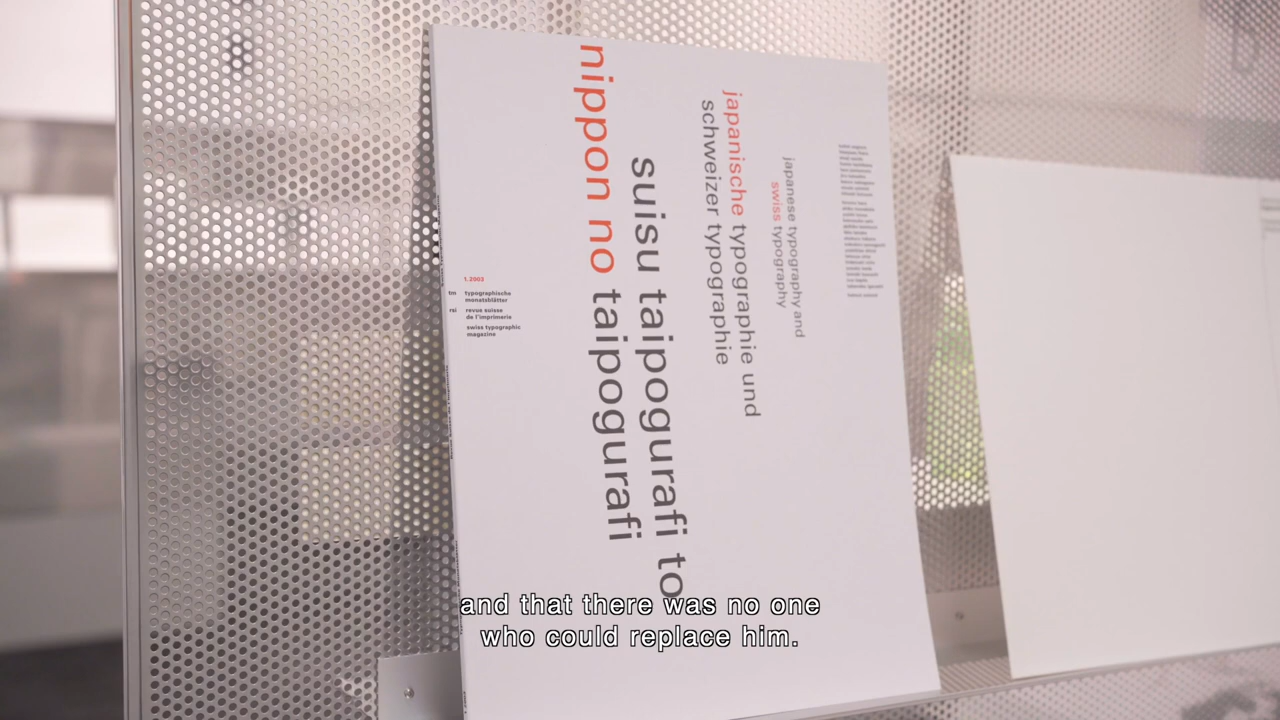 nippon no taipogurafi
suisu taipogurafi to
japanische typographie und
schweizer typographie
japanese typography and
swiss typography
1.2003
tm typographische
monatsblätter
rsi revue suisse
de l'imprimerie
swiss typographic
magazine
and that there was no one
who could replace him.